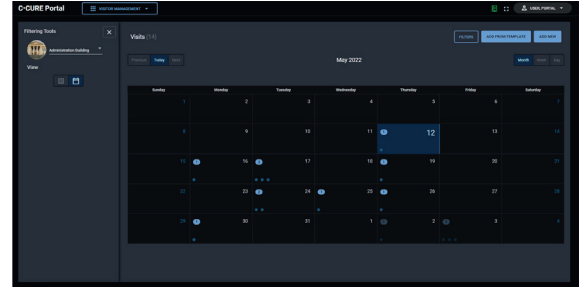 C•CURE Portal
VISITOR MANAGEMENT
USER, PORTAL
Filtering Tools
Administration Building
View
Visits (14)
FILTERS
ADD FROM TEMPLATE
ADD NEW
Previous Today Next
May 2022
Month Week Day
Sunday Monday Tuesday Wednesday Thursday Friday Saturday
1 2 3 4 5 6 7
8 9 10 11 12 13 14
15 16 17 18 19 20 21
22 23 24 25 26 27 28
29 30 31 1 2 3 4